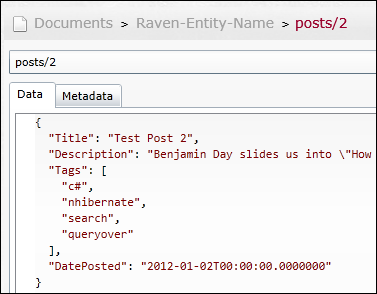 Documents > Raven-Entity-Name > posts/2
posts/2
Data Metadata
{
"Title": "Test Post 2",
"Description": "Benjamin Day slides us into \"How
"Tags": [
"c#",
"nhibernate",
"search",
"queryover"
],
"DatePosted": "2012-01-02T00:00:00.0000000"
}